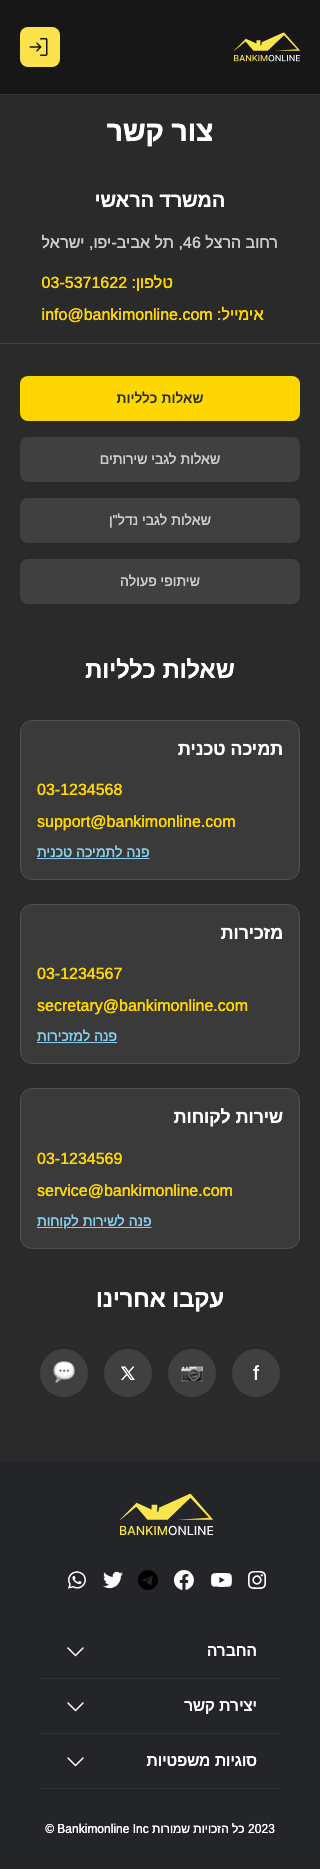 BANKIMONLINE
צור קשר
המשרד הראשי
רחוב הרצל 46, תל אביב-יפו, ישראל
טלפון: 03-5371622
אימייל: info@bankimonline.com
שאלות כלליות
שאלות לגבי שירותים
שאלות לגבי נדל"ן
שיתופי פעולה
שאלות כלליות
תמיכה טכנית
03-1234568
support@bankimonline.com
פנה לתמיכה טכנית
מזכירות
03-1234567
secretary@bankimonline.com
פנה למזכירות
שירות לקוחות
03-1234569
service@bankimonline.com
פנה לשירות לקוחות
עקבו אחרינו
f
𝕏
BANKIMONLINE
החברה
יצירת קשר
סוגיות משפטיות
2023 כל הזכויות שמורות Bankimonline Inc ©